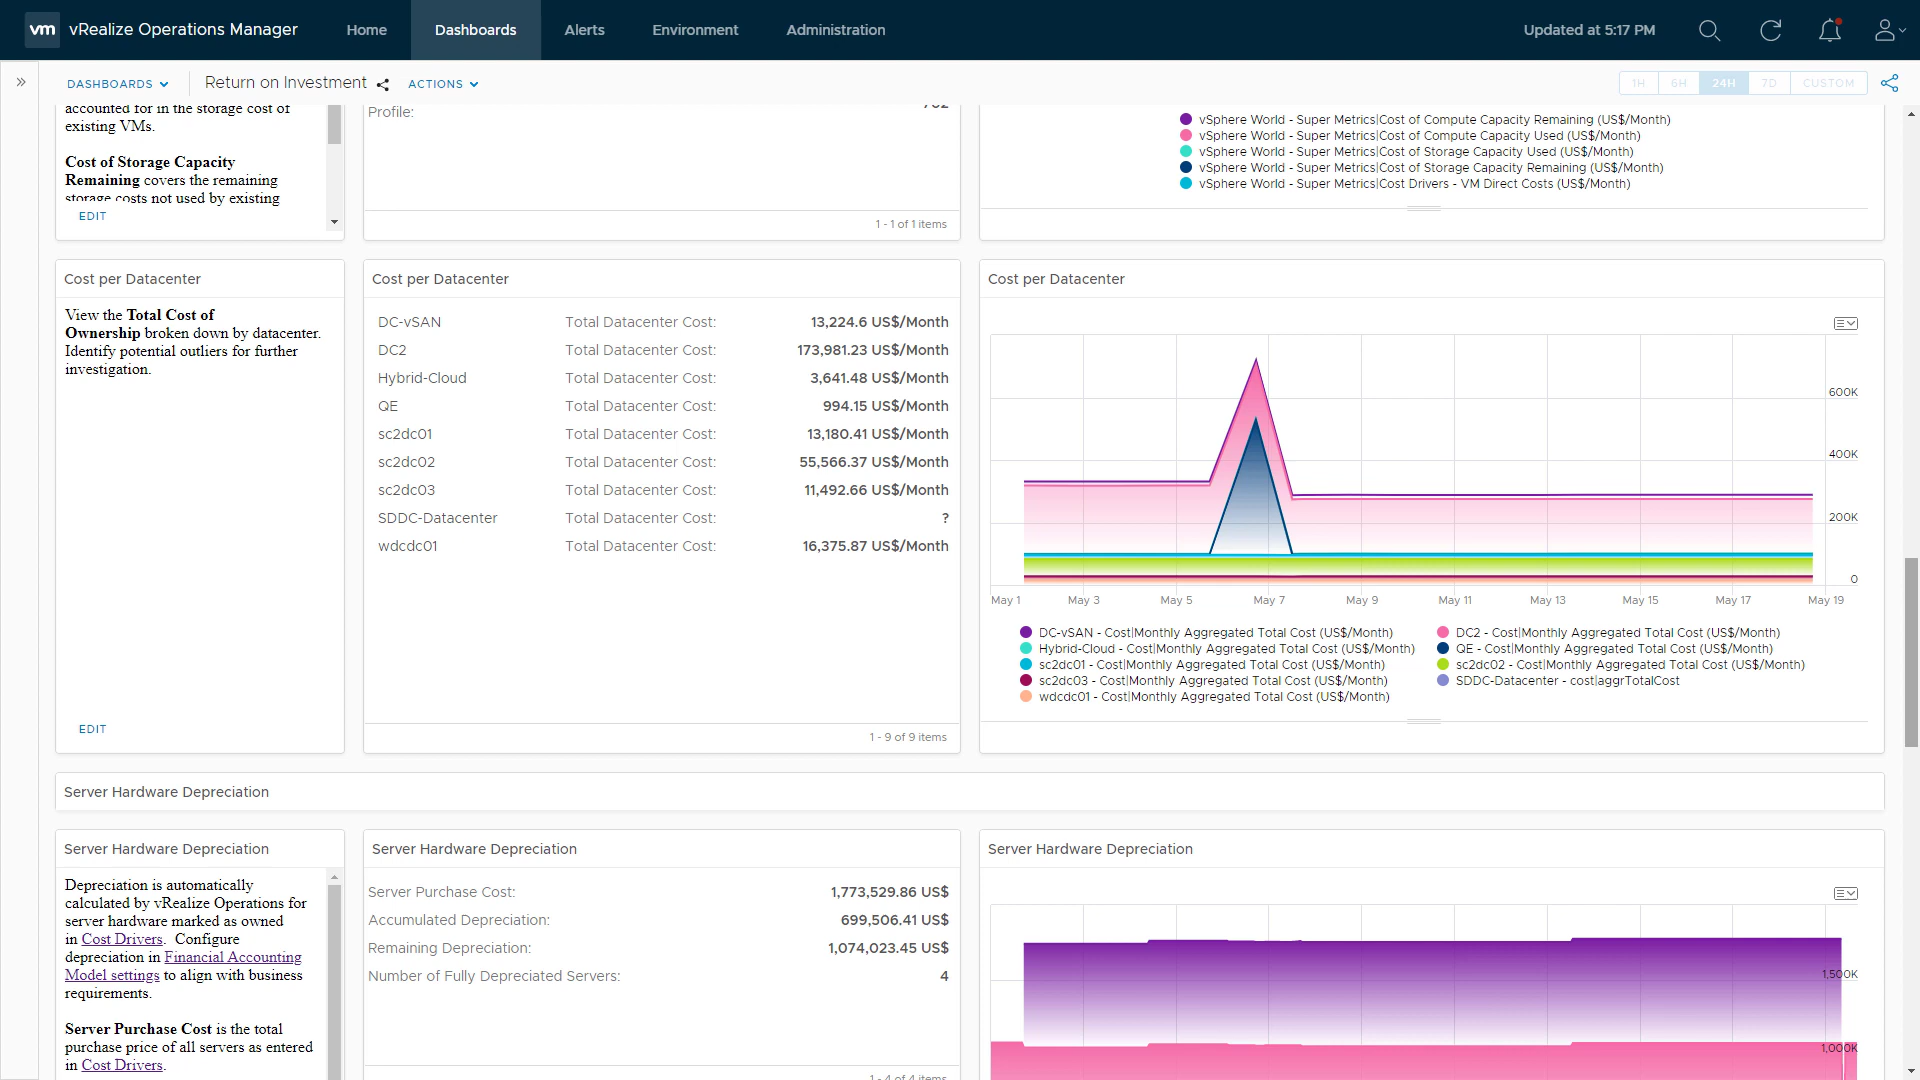 vm vRealize Operations Manager Home Dashboards Alerts Environment Administration Updated at 5:17 PM
DASHBOARDS Return on Investment ACTIONS 1H 6H 24H 7D CUSTOM
accounted for in the storage cost of
existing VMs.
Cost of Storage Capacity
Remaining covers the remaining
storage costs not used by existing
EDIT
Profile: 702
1 - 1 of 1 items
vSphere World - Super Metrics|Cost of Compute Capacity Remaining (US$/Month)
vSphere World - Super Metrics|Cost of Compute Capacity Used (US$/Month)
vSphere World - Super Metrics|Cost of Storage Capacity Used (US$/Month)
vSphere World - Super Metrics|Cost of Storage Capacity Remaining (US$/Month)
vSphere World - Super Metrics|Cost Drivers - VM Direct Costs (US$/Month)
Cost per Datacenter
View the Total Cost of
Ownership broken down by datacenter.
Identify potential outliers for further
investigation.
EDIT
Cost per Datacenter
DC-vSAN Total Datacenter Cost: 13,224.6 US$/Month
DC2 Total Datacenter Cost: 173,981.23 US$/Month
Hybrid-Cloud Total Datacenter Cost: 3,641.48 US$/Month
QE Total Datacenter Cost: 994.15 US$/Month
sc2dc01 Total Datacenter Cost: 13,180.41 US$/Month
sc2dc02 Total Datacenter Cost: 55,566.37 US$/Month
sc2dc03 Total Datacenter Cost: 11,492.66 US$/Month
SDDC-Datacenter Total Datacenter Cost: ?
wdcdc01 Total Datacenter Cost: 16,375.87 US$/Month
1 - 9 of 9 items
Cost per Datacenter
600K
400K
200K
0
May 1 May 3 May 5 May 7 May 9 May 11 May 13 May 15 May 17 May 19
DC-vSAN - Cost|Monthly Aggregated Total Cost (US$/Month) DC2 - Cost|Monthly Aggregated Total Cost (US$/Month)
Hybrid-Cloud - Cost|Monthly Aggregated Total Cost (US$/Month) QE - Cost|Monthly Aggregated Total Cost (US$/Month)
sc2dc01 - Cost|Monthly Aggregated Total Cost (US$/Month) sc2dc02 - Cost|Monthly Aggregated Total Cost (US$/Month)
sc2dc03 - Cost|Monthly Aggregated Total Cost (US$/Month) SDDC-Datacenter - cost|aggrTotalCost
wdcdc01 - Cost|Monthly Aggregated Total Cost (US$/Month)
Server Hardware Depreciation
Server Hardware Depreciation
Depreciation is automatically
calculated by vRealize Operations for
server hardware marked as owned
in Cost Drivers. Configure
depreciation in Financial Accounting
Model settings to align with business
requirements.
Server Purchase Cost is the total
purchase price of all servers as entered
in Cost Drivers.
Server Hardware Depreciation
Server Purchase Cost: 1,773,529.86 US$
Accumulated Depreciation: 699,506.41 US$
Remaining Depreciation: 1,074,023.45 US$
Number of Fully Depreciated Servers: 4
1 - 4 of 4 items
Server Hardware Depreciation
1,500K
1,000K